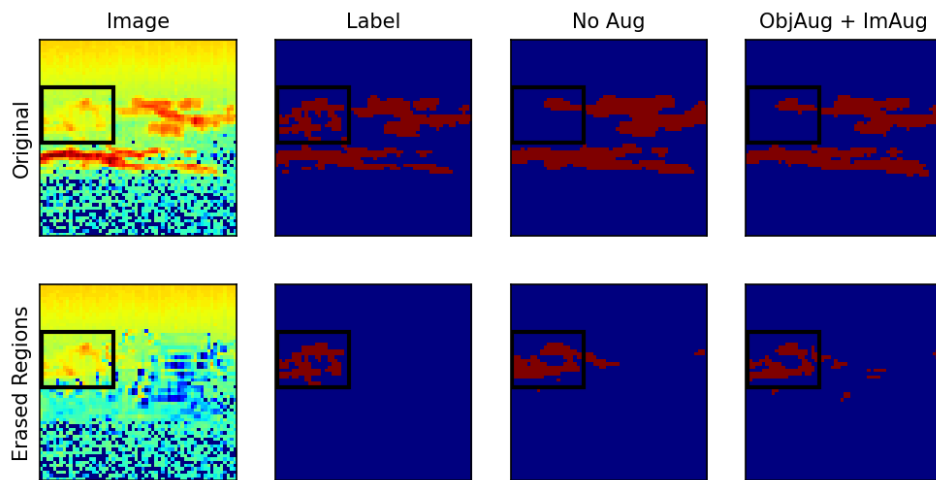 Image
Label
No Aug
ObjAug + ImAug
Original
Erased Regions